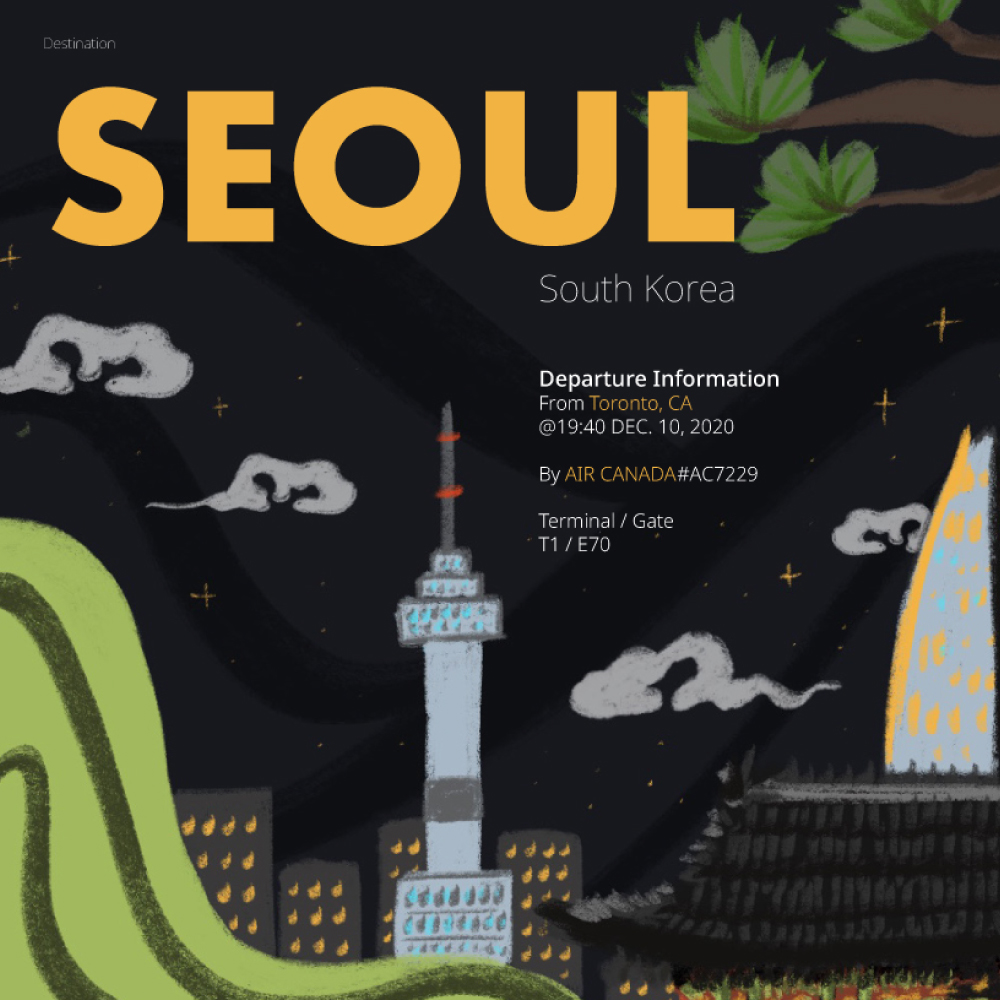 Destination
SEOUL
South Korea
Departure Information
From Toronto, CA
@19:40 DEC. 10, 2020
By AIR CANADA#AC7229
Terminal / Gate
T1 / E70